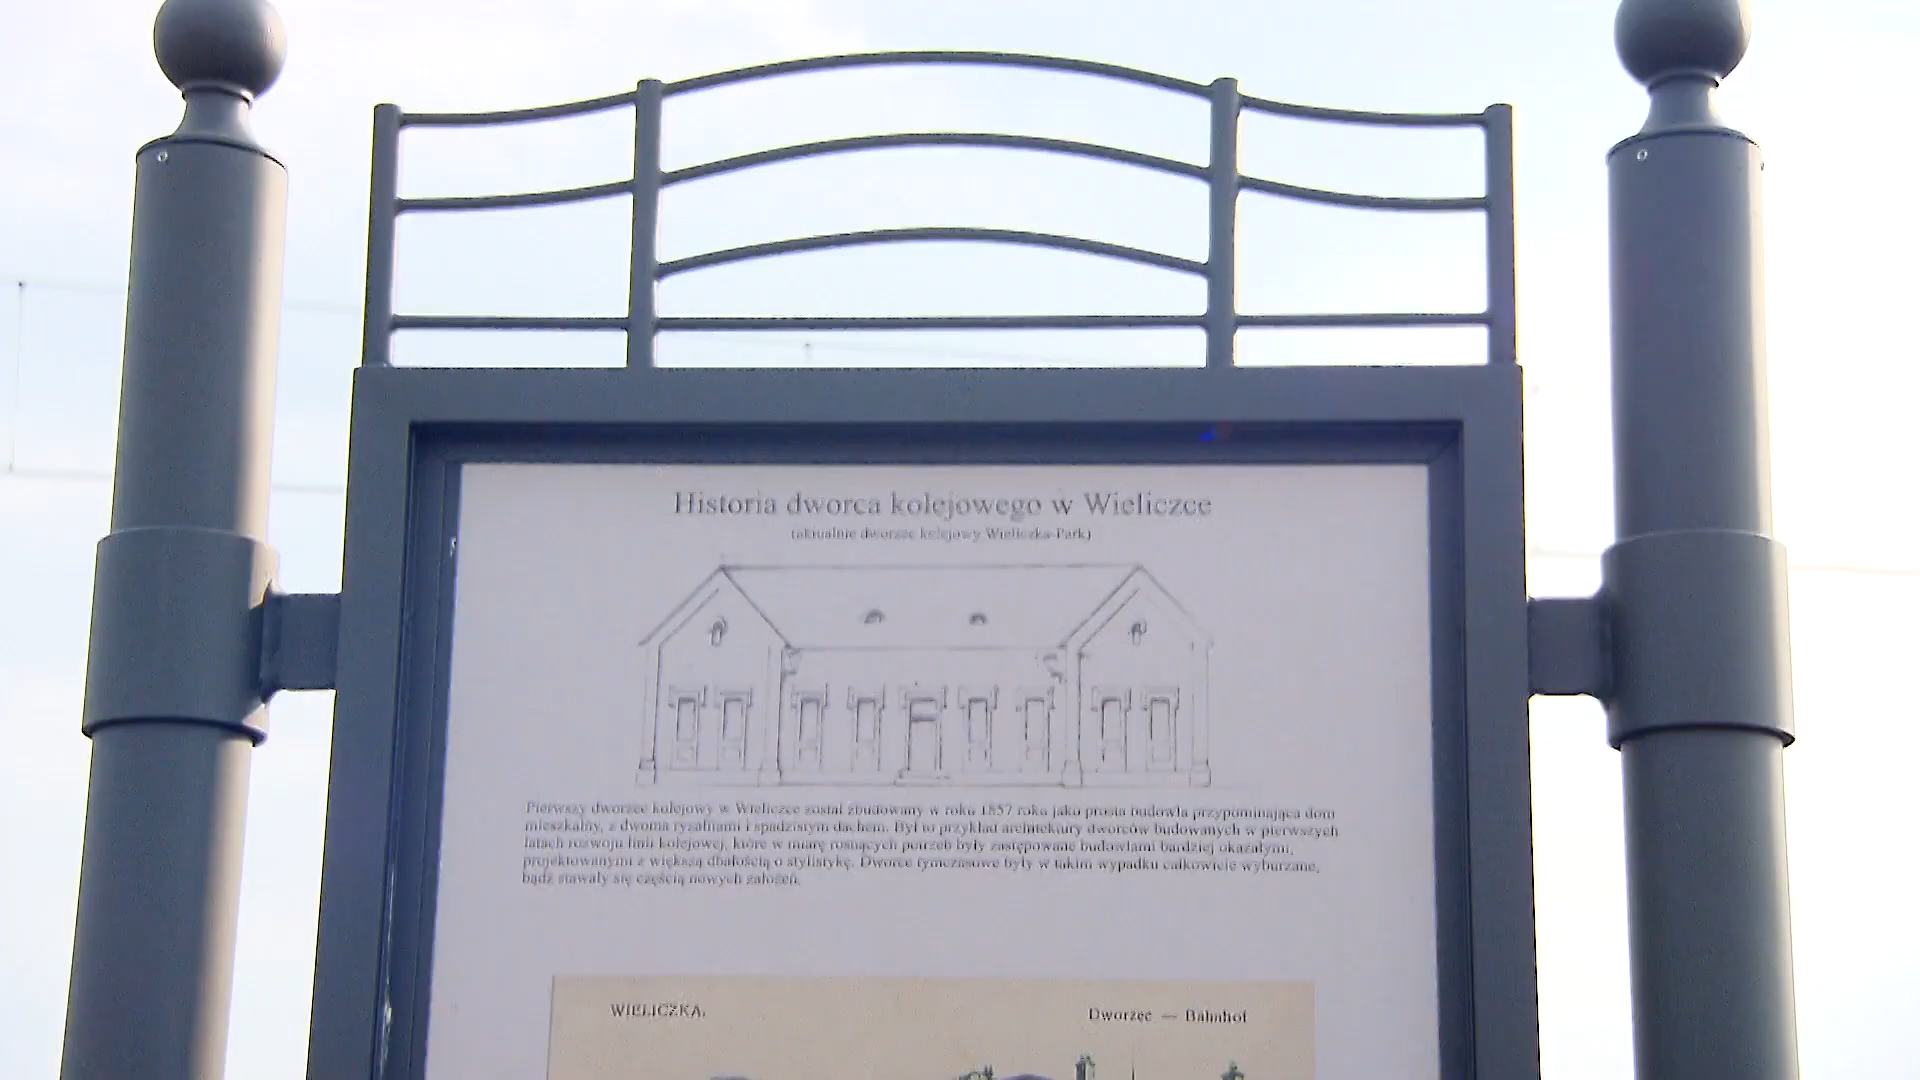 Historia dworca kolejowego w Wieliczce
(aktualnie dworzec kolejowy Wieliczka-Park)
Pierwszy dworzec kolejowy w Wieliczce został zbudowany w roku 1857 roku jako prosta budowla przypominająca dom
mieszkalny, z dwoma ryzalitami i spadzistym dachem. Był to przykład architektury dworców budowanych w pierwszych
latach rozwoju linii kolejowej, które w miarę rosnących potrzeb były zastępowane budowlami bardziej okazałymi,
projektowanymi z większą dbałością o stylistykę. Dworce tymczasowe były w takim wypadku całkowicie wyburzane,
bądź stawały się częścią nowych założeń.
WIELICZKA.
Dworzec — Bahnhof